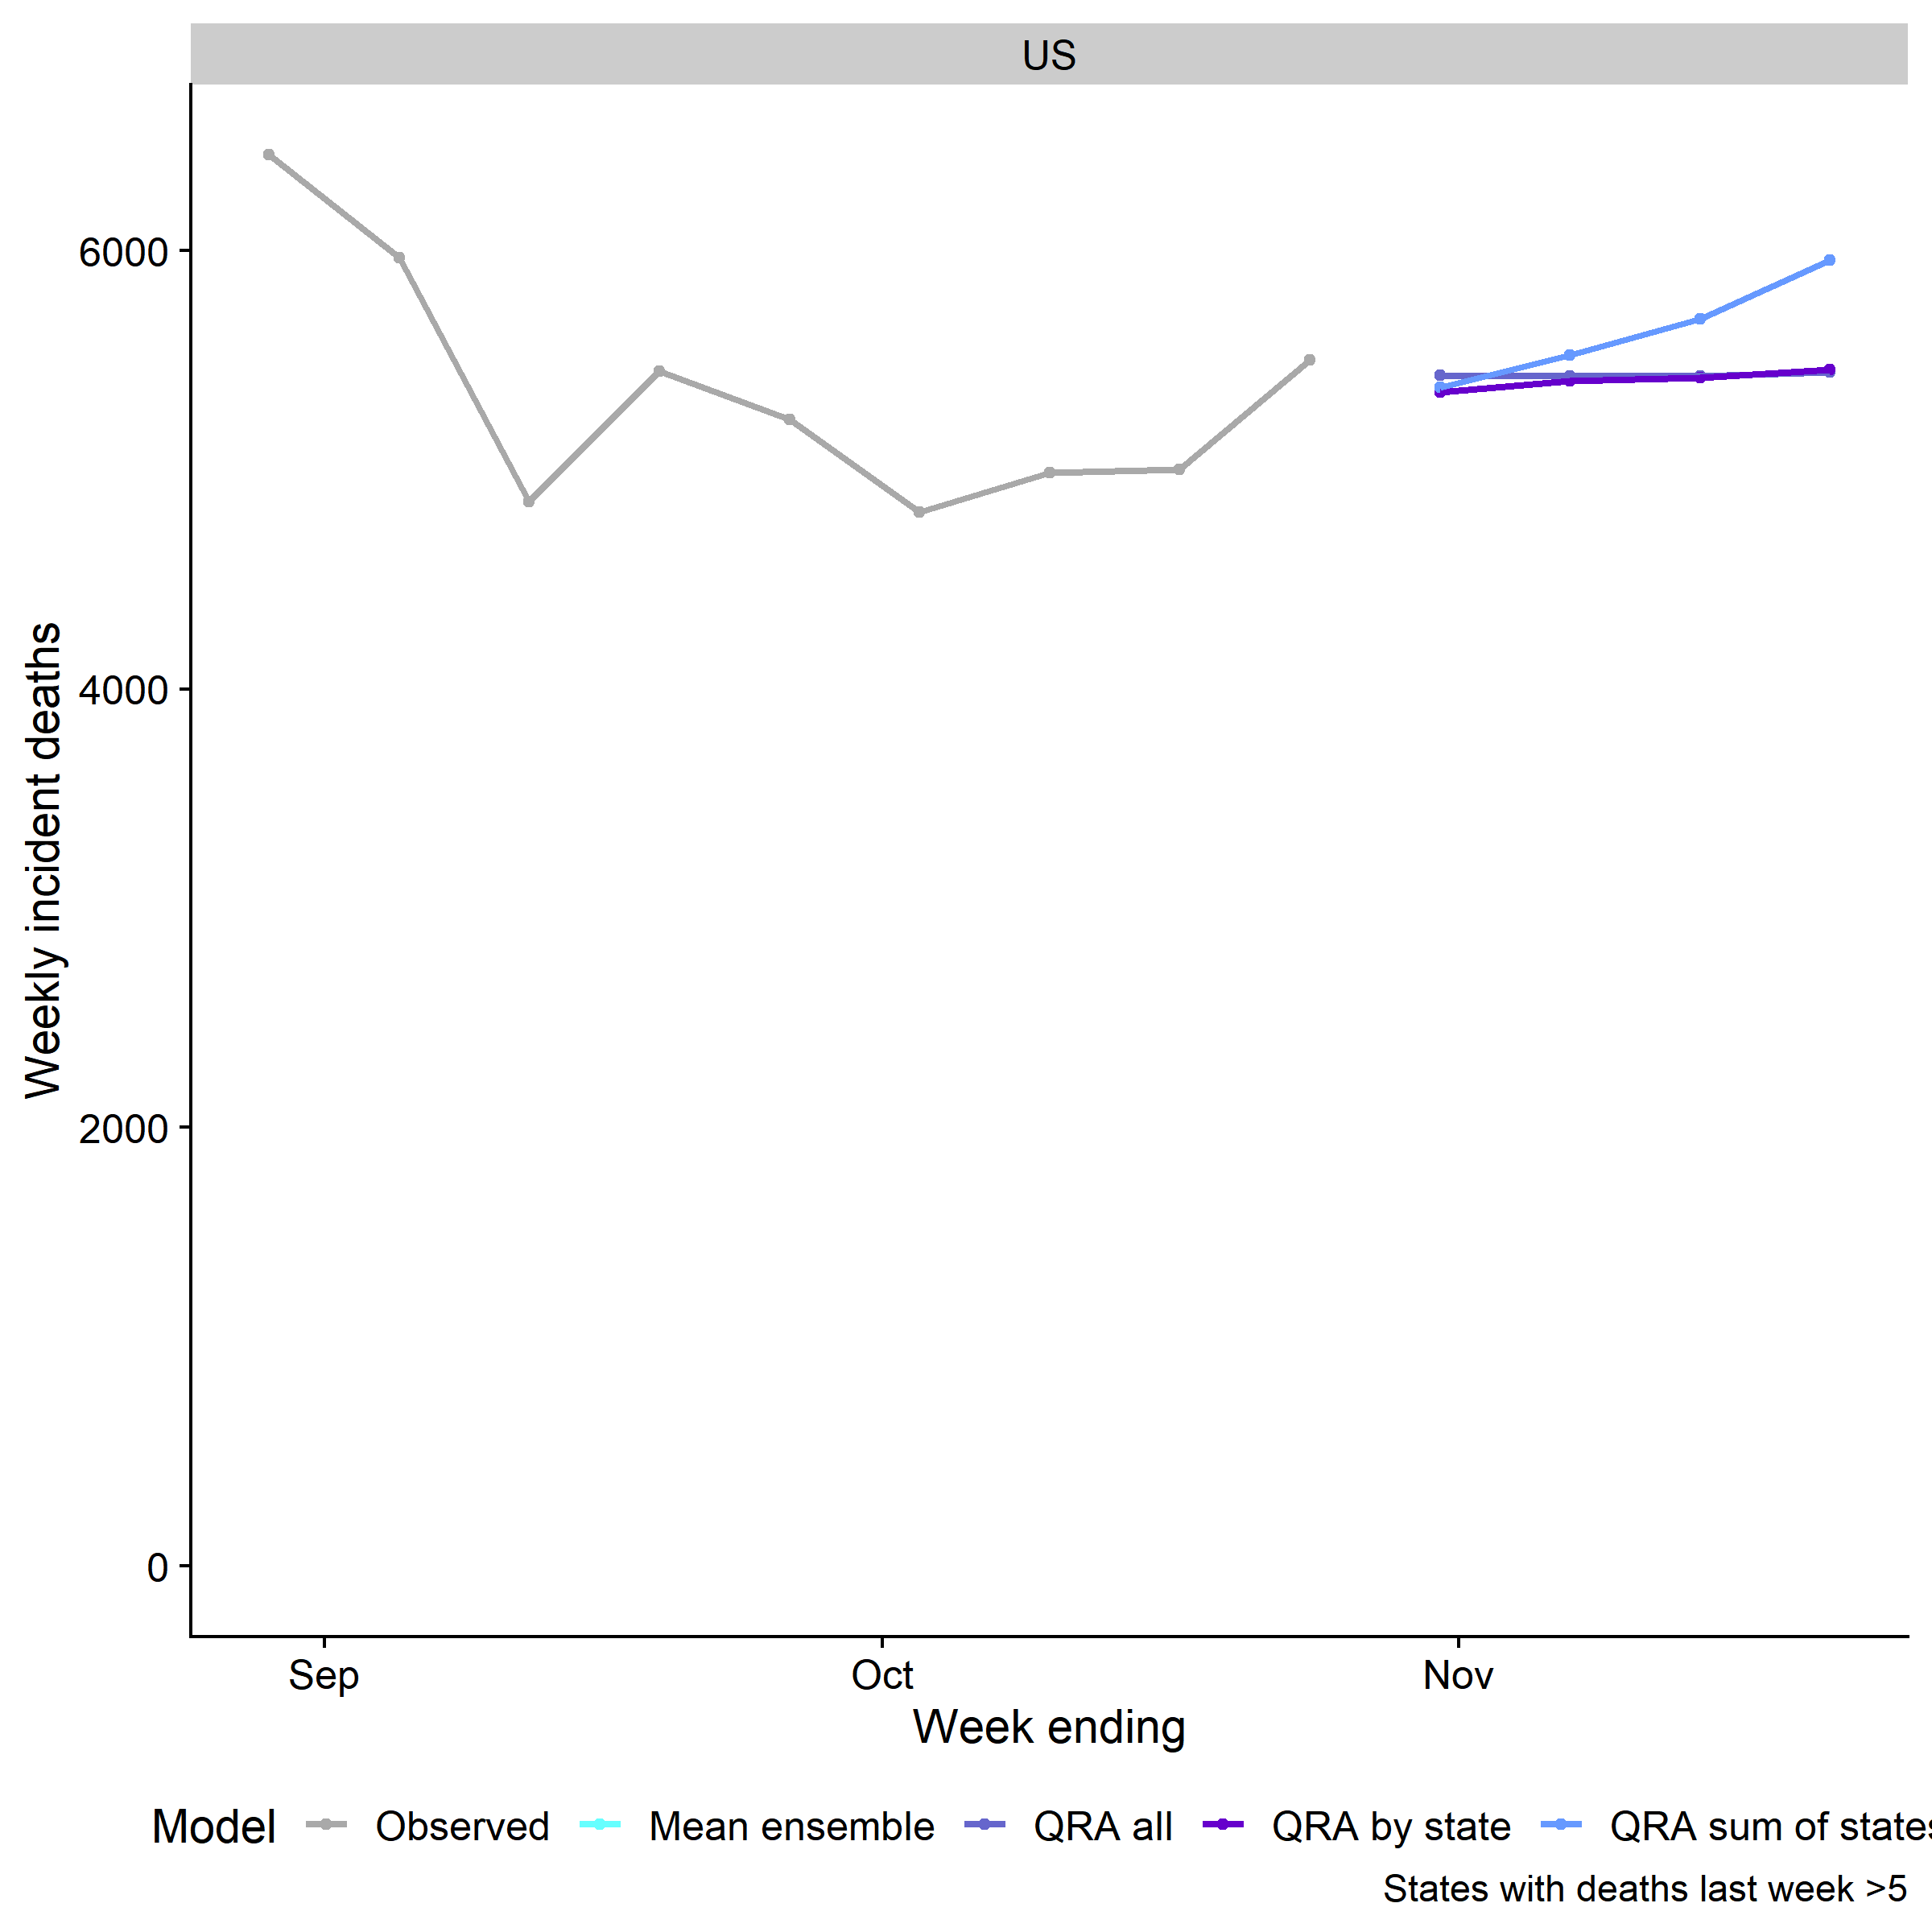 US
Weekly incident deaths
6000
4000
2000
0
Sep Oct Nov
Week ending
Model Observed Mean ensemble QRA all QRA by state QRA sum of states
States with deaths last week >5